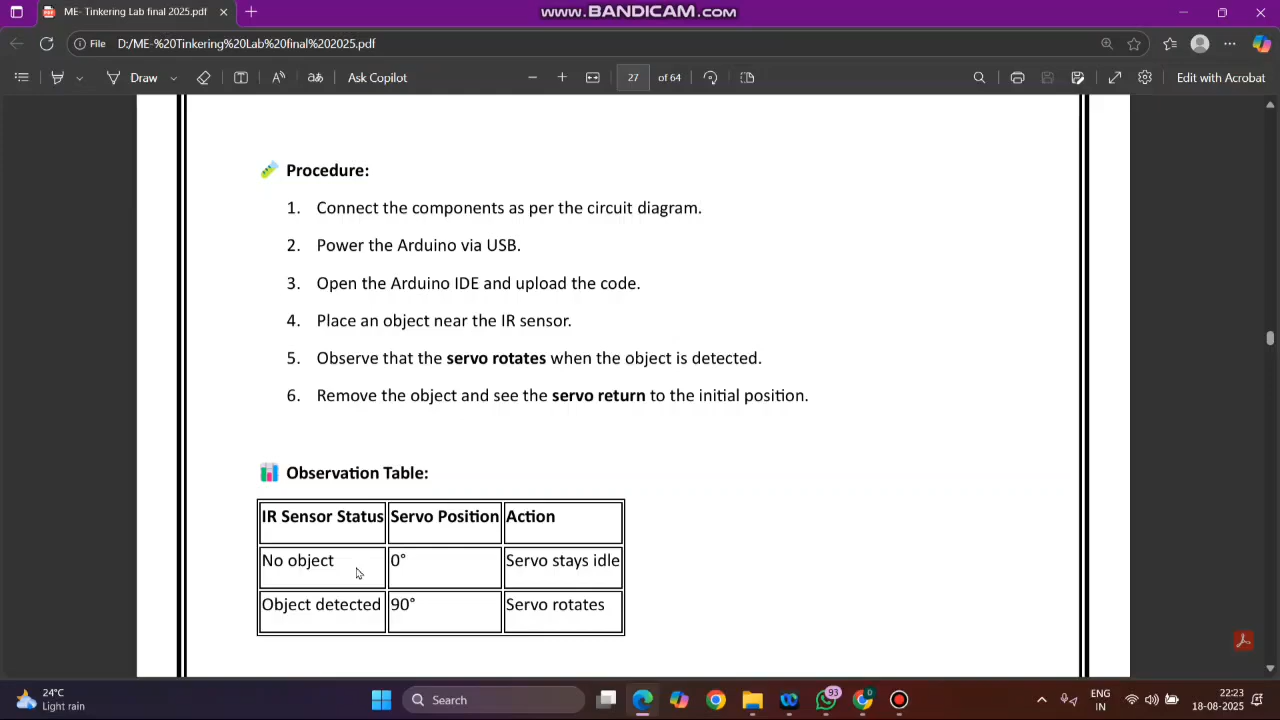 ME- Tinkering Lab final 2025.pdf
www.BANDICAM.com
File
D:/ME-%20Tinkering%20Lab%20final%202025.pdf
Draw
Ask Copilot
27 of 64
Edit with Acrobat
Procedure:
1. Connect the components as per the circuit diagram.
2. Power the Arduino via USB.
3. Open the Arduino IDE and upload the code.
4. Place an object near the IR sensor.
5. Observe that the servo rotates when the object is detected.
6. Remove the object and see the servo return to the initial position.
Observation Table:
IR Sensor Status Servo Position Action
No object 0° Servo stays idle
Object detected 90° Servo rotates
24°C
Light rain
Search
93
ENG
IN
22:23
18-08-2025